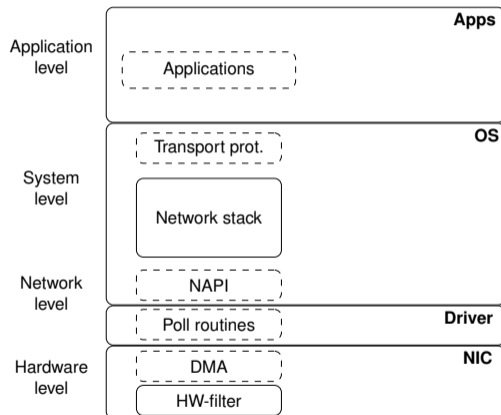 Apps
Application
level
Applications
OS
Transport prot.
System
level
Network stack
Network
level
NAPI
Driver
Poll routines
NIC
Hardware
level
DMA
HW-filter